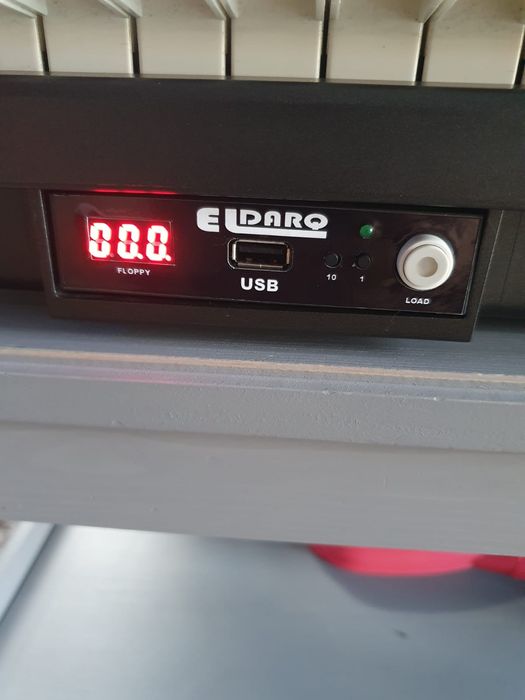 ELDARQ
0.0.0.
FLOPPY
USB
10 1
LOAD